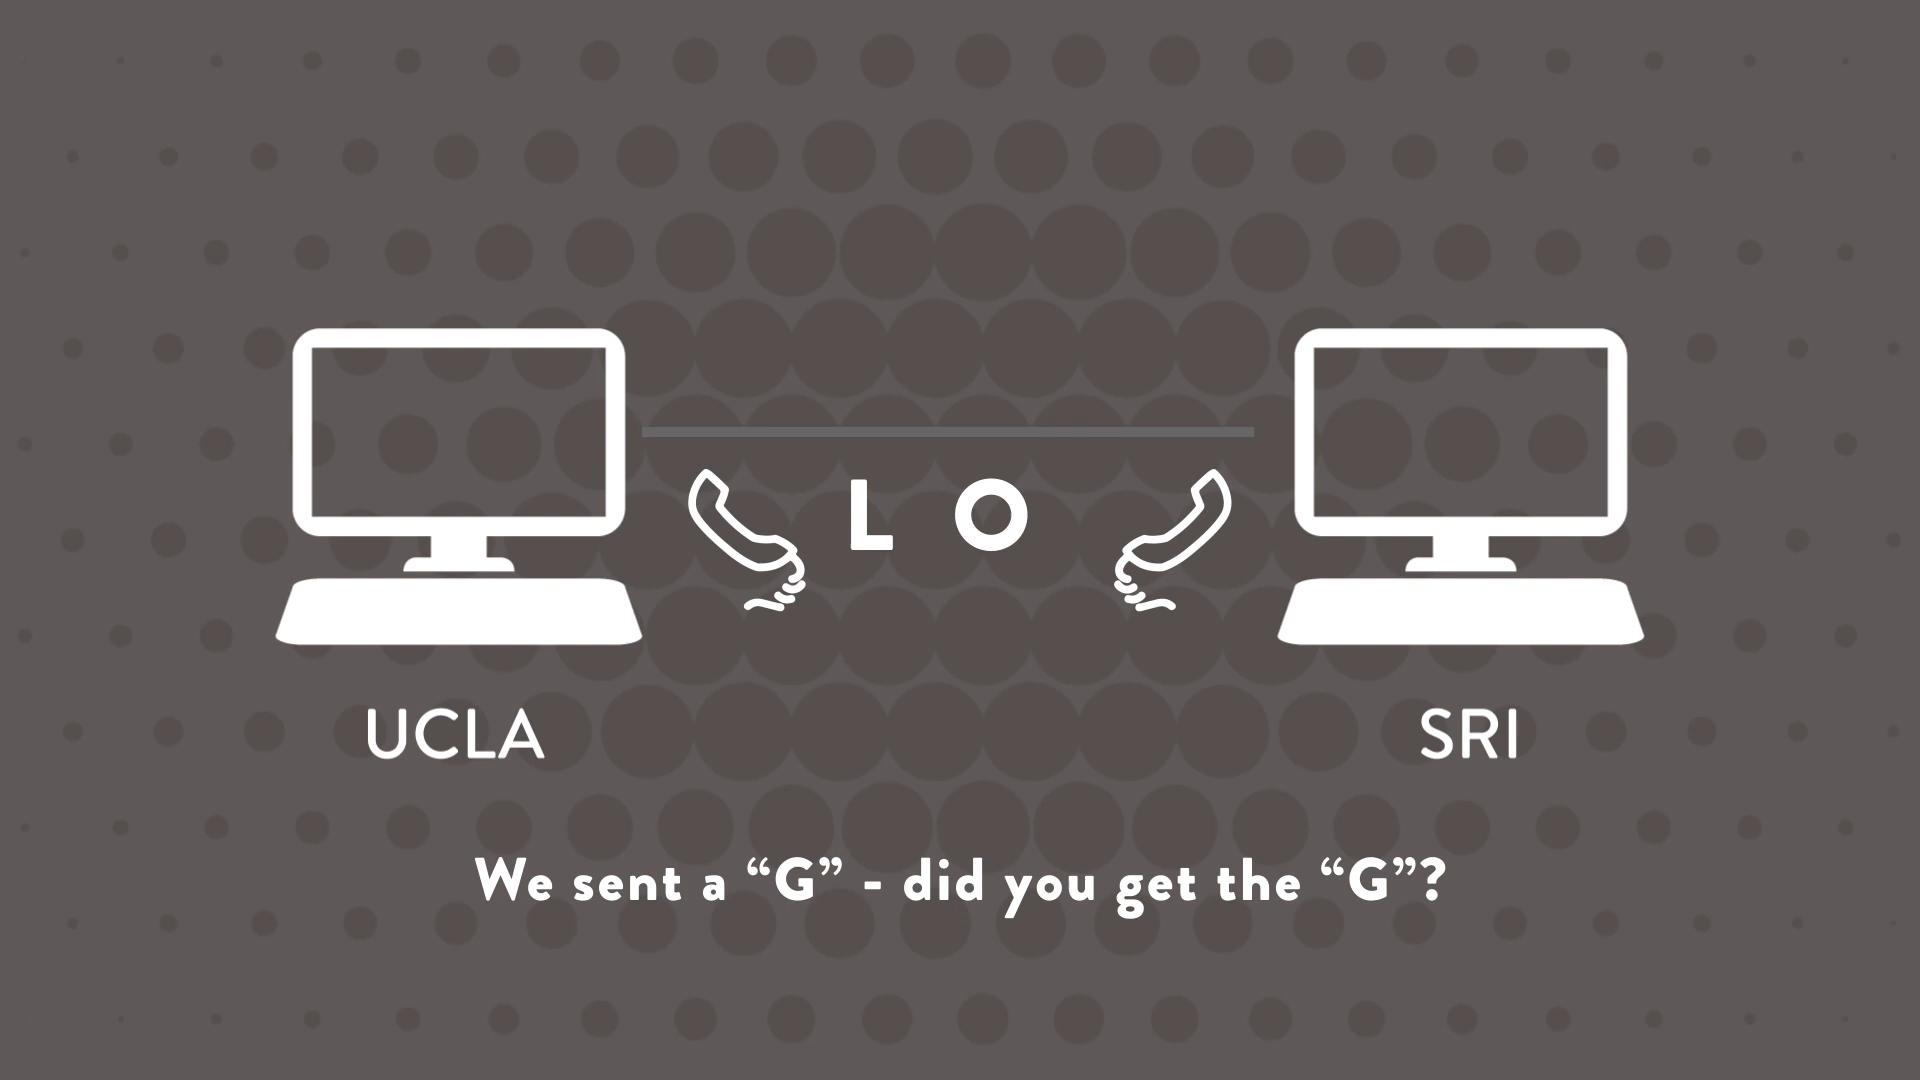 L O
UCLA
SRI
We sent a “G” - did you get the “G”?